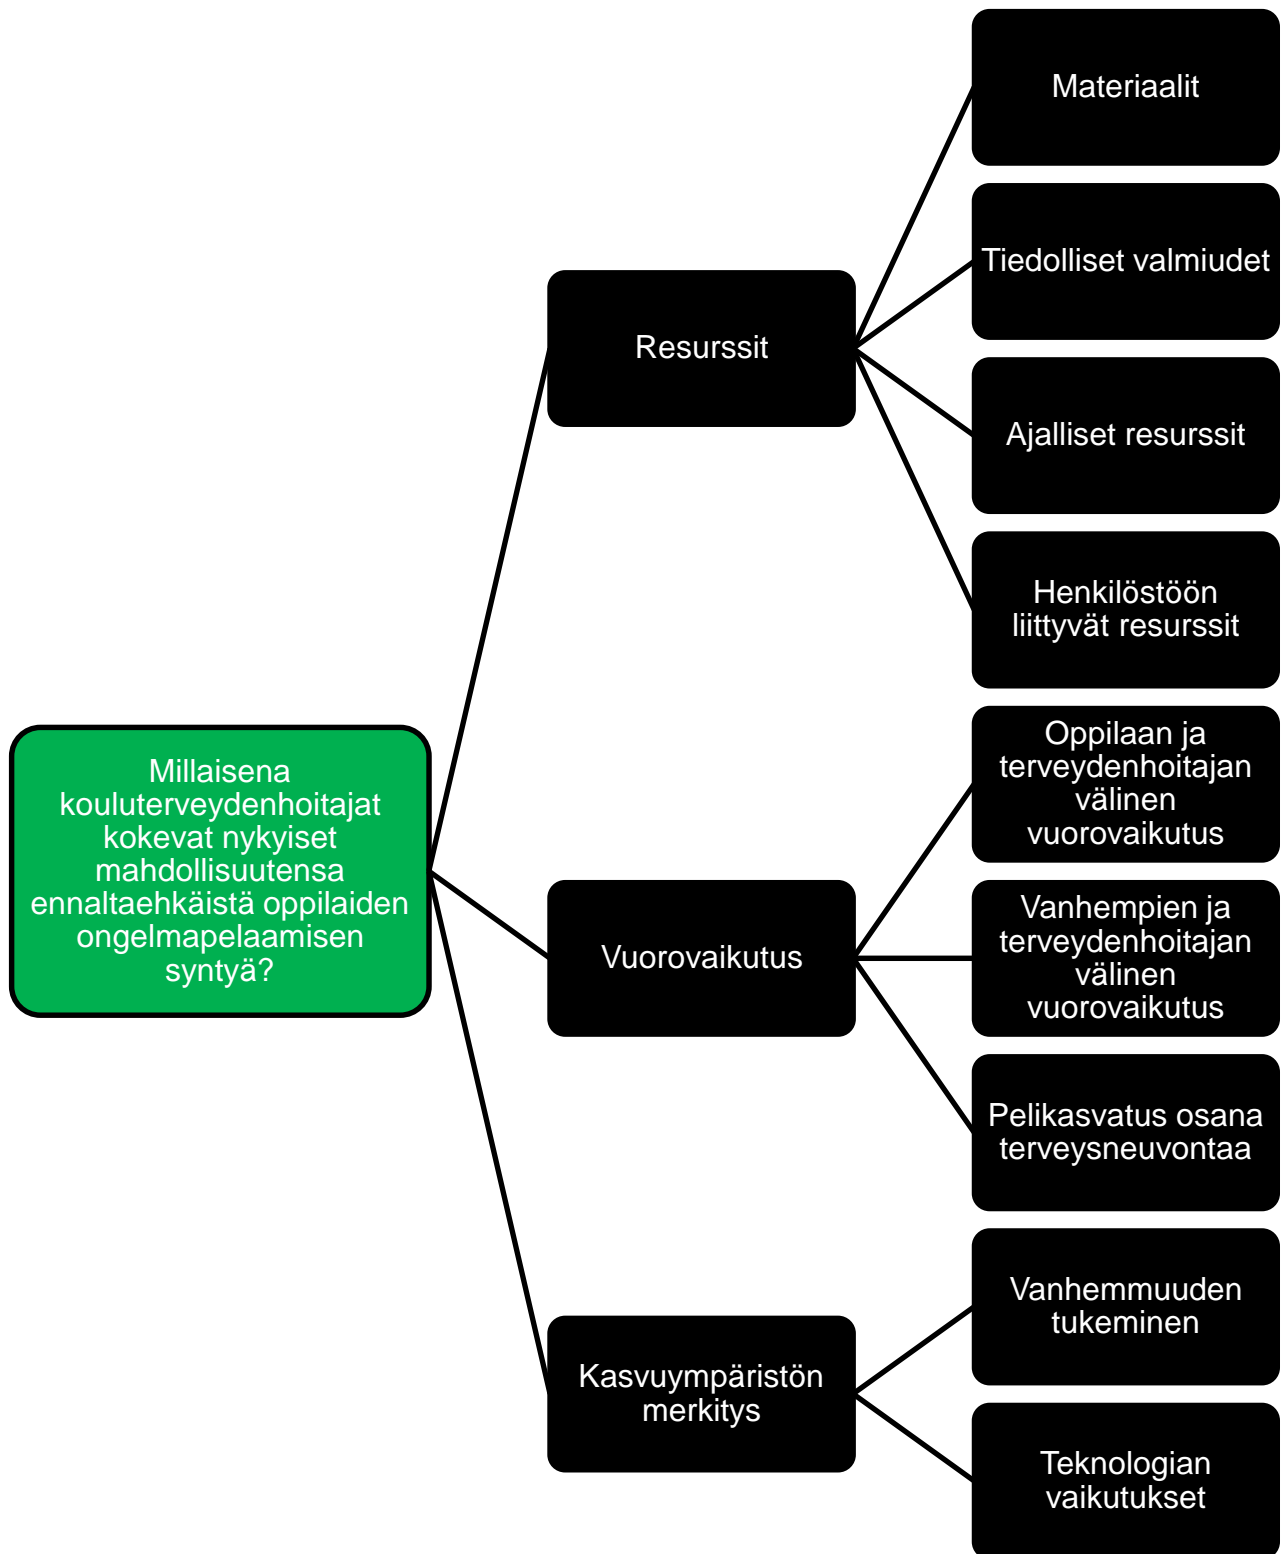 Materiaalit
Tiedolliset valmiudet
Resurssit
Ajalliset resurssit
Henkilöstöön
liittyvät resurssit
Millaisena
kouluterveydenhoitajat
kokevat nykyiset
mahdollisuutensa
ennaltaehkäistä oppilaiden
ongelmapelaamisen
syntyä?
Oppilaan ja
terveydenhoitajan
välinen
vuorovaikutus
Vuorovaikutus
Vanhempien ja
terveydenhoitajan
välinen
vuorovaikutus
Pelikasvatus osana
terveysneuvontaa
Kasvuympäristön
merkitys
Vanhemmuuden
tukeminen
Teknologian
vaikutukset